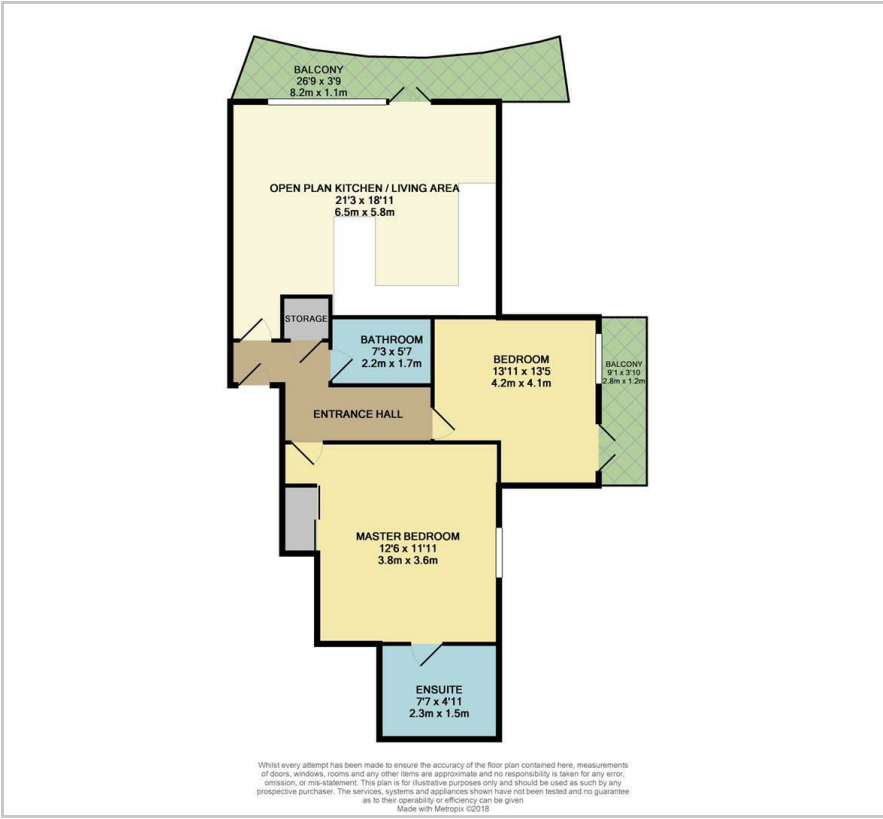 BALCONY
26'9 x 3'9
8.2m x 1.1m
OPEN PLAN KITCHEN / LIVING AREA
21'3 x 18'11
6.5m x 5.8m
STORAGE
BATHROOM
7'3 x 5'7
2.2m x 1.7m
BEDROOM
13'11 x 13'5
4.2m x 4.1m
BALCONY
9'1 x 3'10
2.8m x 1.2m
ENTRANCE HALL
MASTER BEDROOM
12'6 x 11'11
3.8m x 3.6m
ENSUITE
7'7 x 4'11
2.3m x 1.5m
Whilst every attempt has been made to ensure the accuracy of the floor plan contained here, measurements
of doors, windows, rooms and any other items are approximate and no responsibility is taken for any error,
omission, or mis-statement. This plan is for illustrative purposes only and should be used as such by any
prospective purchaser. The services, systems and appliances shown have not been tested and no guarantee
as to their operability or efficiency can be given
Made with Metropix ©2018